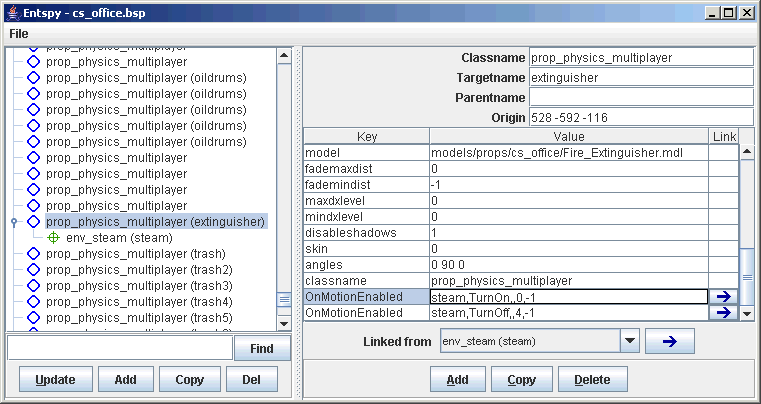 Entspy - cs_office.bsp
File
prop_physics_multiplayer
prop_physics_multiplayer (oildrums)
prop_physics_multiplayer (oildrums)
prop_physics_multiplayer (oildrums)
prop_physics_multiplayer (oildrums)
prop_physics_multiplayer (oildrums)
prop_physics_multiplayer
prop_physics_multiplayer
prop_physics_multiplayer
prop_physics_multiplayer
prop_physics_multiplayer (extinguisher)
env_steam (steam)
prop_physics_multiplayer (trash)
prop_physics_multiplayer (trash2)
prop_physics_multiplayer (trash3)
prop_physics_multiplayer (trash4)
prop_physics_multiplayer (trash5)
Find
Update Add Copy Del
Classname prop_physics_multiplayer
Targetname extinguisher
Parentname
Origin 528 -592 -116
Key Value Link
model models/props/cs_office/Fire_Extinguisher.mdl
fademaxdist 0
fademindist -1
maxdxlevel 0
mindxlevel 0
disableshadows 1
skin 0
angles 0 90 0
classname prop_physics_multiplayer
OnMotionEnabled steam,TurnOn,,0,-1
OnMotionEnabled steam,TurnOff,,4,-1
Linked from env_steam (steam)
Add Copy Delete